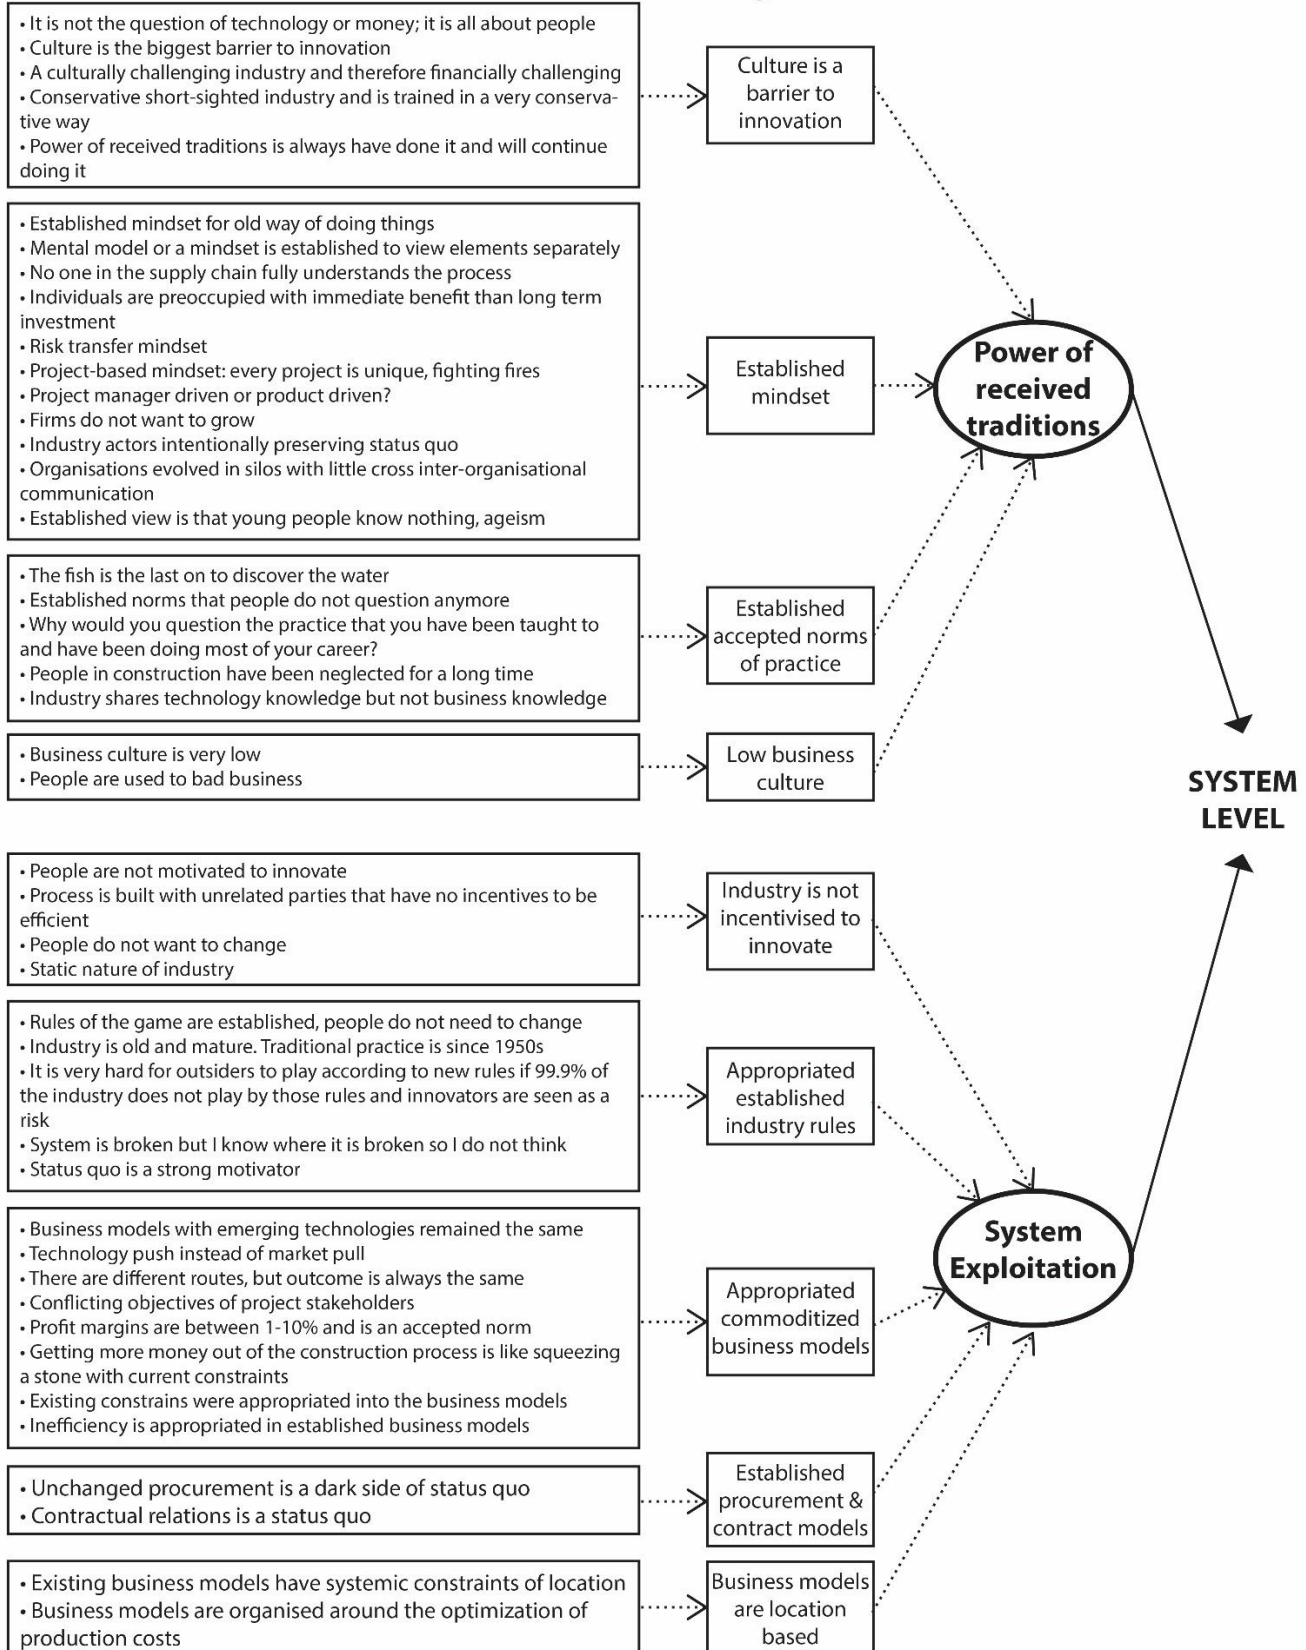 • It is not the question of technology or money; it is all about people
• Culture is the biggest barrier to innovation
• A culturally challenging industry and therefore financially challenging
• Conservative short-sighted industry and is trained in a very conserva-
tive way
• Power of received traditions is always have done it and will continue
doing it
Culture is a
barrier to
innovation
• Established mindset for old way of doing things
• Mental model or a mindset is established to view elements separately
• No one in the supply chain fully understands the process
• Individuals are preoccupied with immediate benefit than long term
investment
• Risk transfer mindset
• Project-based mindset: every project is unique, fighting fires
• Project manager driven or product driven?
• Firms do not want to grow
• Industry actors intentionally preserving status quo
• Organisations evolved in silos with little cross inter-organisational
communication
• Established view is that young people know nothing, ageism
Established
mindset
Power of
received
traditions
• The fish is the last on to discover the water
• Established norms that people do not question anymore
• Why would you question the practice that you have been taught to
and have been doing most of your career?
• People in construction have been neglected for a long time
• Industry shares technology knowledge but not business knowledge
Established
accepted norms
of practice
• Business culture is very low
• People are used to bad business
Low business
culture
SYSTEM
LEVEL
• People are not motivated to innovate
• Process is built with unrelated parties that have no incentives to be
efficient
• People do not want to change
• Static nature of industry
Industry is not
incentivised to
innovate
• Rules of the game are established, people do not need to change
• Industry is old and mature. Traditional practice is since 1950s
• It is very hard for outsiders to play according to new rules if 99.9% of
the industry does not play by those rules and innovators are seen as a
risk
• System is broken but I know where it is broken so I do not think
• Status quo is a strong motivator
Appropriated
established
industry rules
• Business models with emerging technologies remained the same
• Technology push instead of market pull
• There are different routes, but outcome is always the same
• Conflicting objectives of project stakeholders
• Profit margins are between 1-10% and is an accepted norm
• Getting more money out of the construction process is like squeezing
a stone with current constraints
• Existing constrains were appropriated into the business models
• Inefficiency is appropriated in established business models
Appropriated
commoditized
business models
System
Exploitation
• Unchanged procurement is a dark side of status quo
• Contractual relations is a status quo
Established
procurement &
contract models
• Existing business models have systemic constraints of location
• Business models are organised around the optimization of
production costs
Business models
are location
based